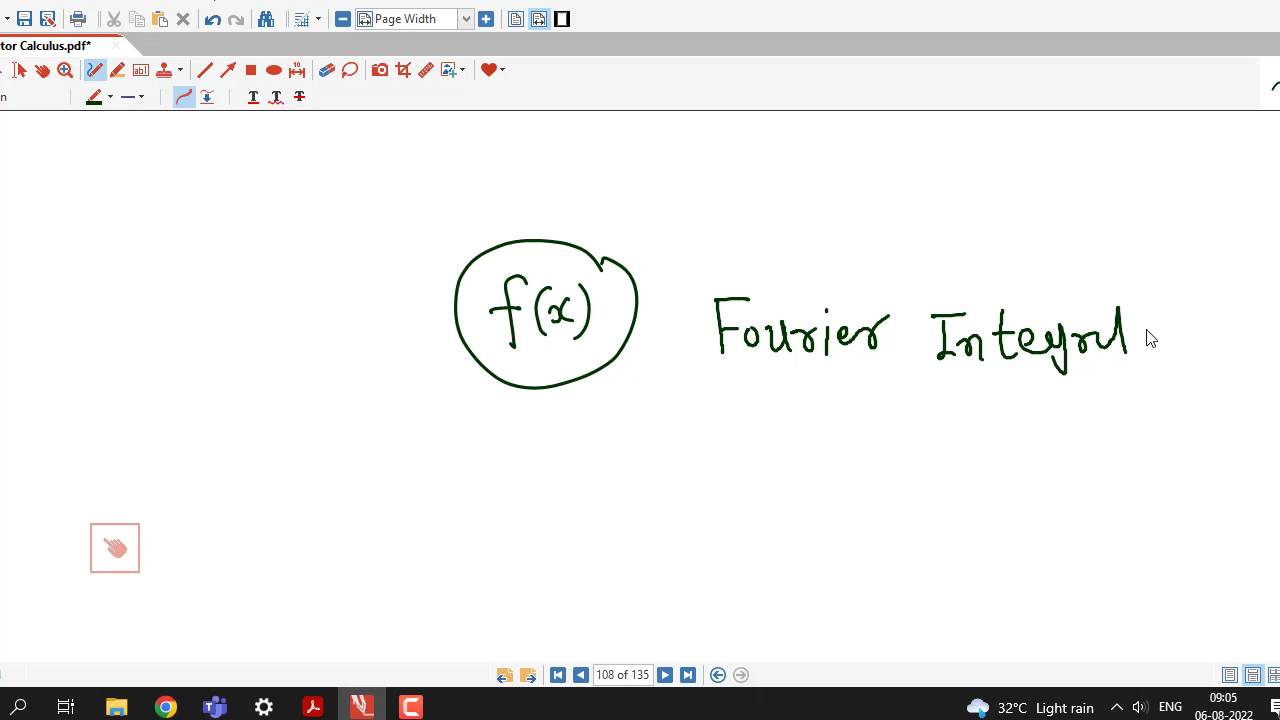 Page Width
tor Calculus.pdf*
10
n
f(x) Fourier Integral
108 of 135
32°C Light rain ENG 09:05
06-08-2022